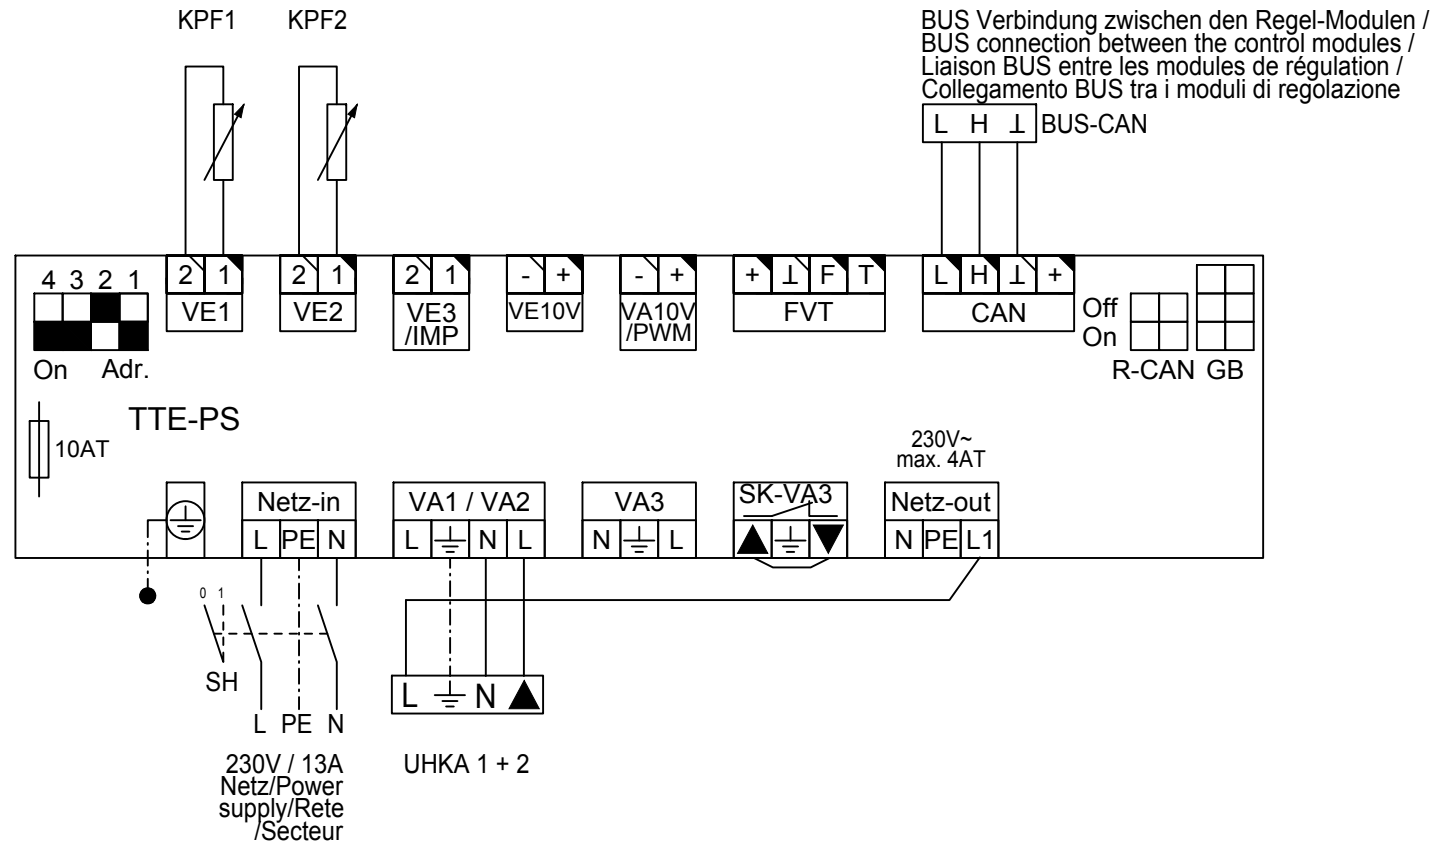 KPF1 KPF2
BUS Verbindung zwischen den Regel-Modulen /
BUS connection between the control modules /
Liaison BUS entre les modules de régulation /
Collegamento BUS tra i moduli di regolazione
L H ⊥ BUS-CAN
4 3 2 1
2 1 2 1 2 1 - + - + + ⊥ F T L H ⊥ +
VE1 VE2 VE3 VE10V VA10V FVT CAN
/IMP /PWM
Off
On
R-CAN GB
On Adr.
TTE-PS
10AT
230V~
max. 4AT
Netz-in VA1 / VA2 VA3 SK-VA3 Netz-out
L PE N L N L N L N PE L1
0 1
SH
L N
L PE N
230V / 13A
Netz/Power
supply/Rete
/Secteur
UHKA 1 + 2